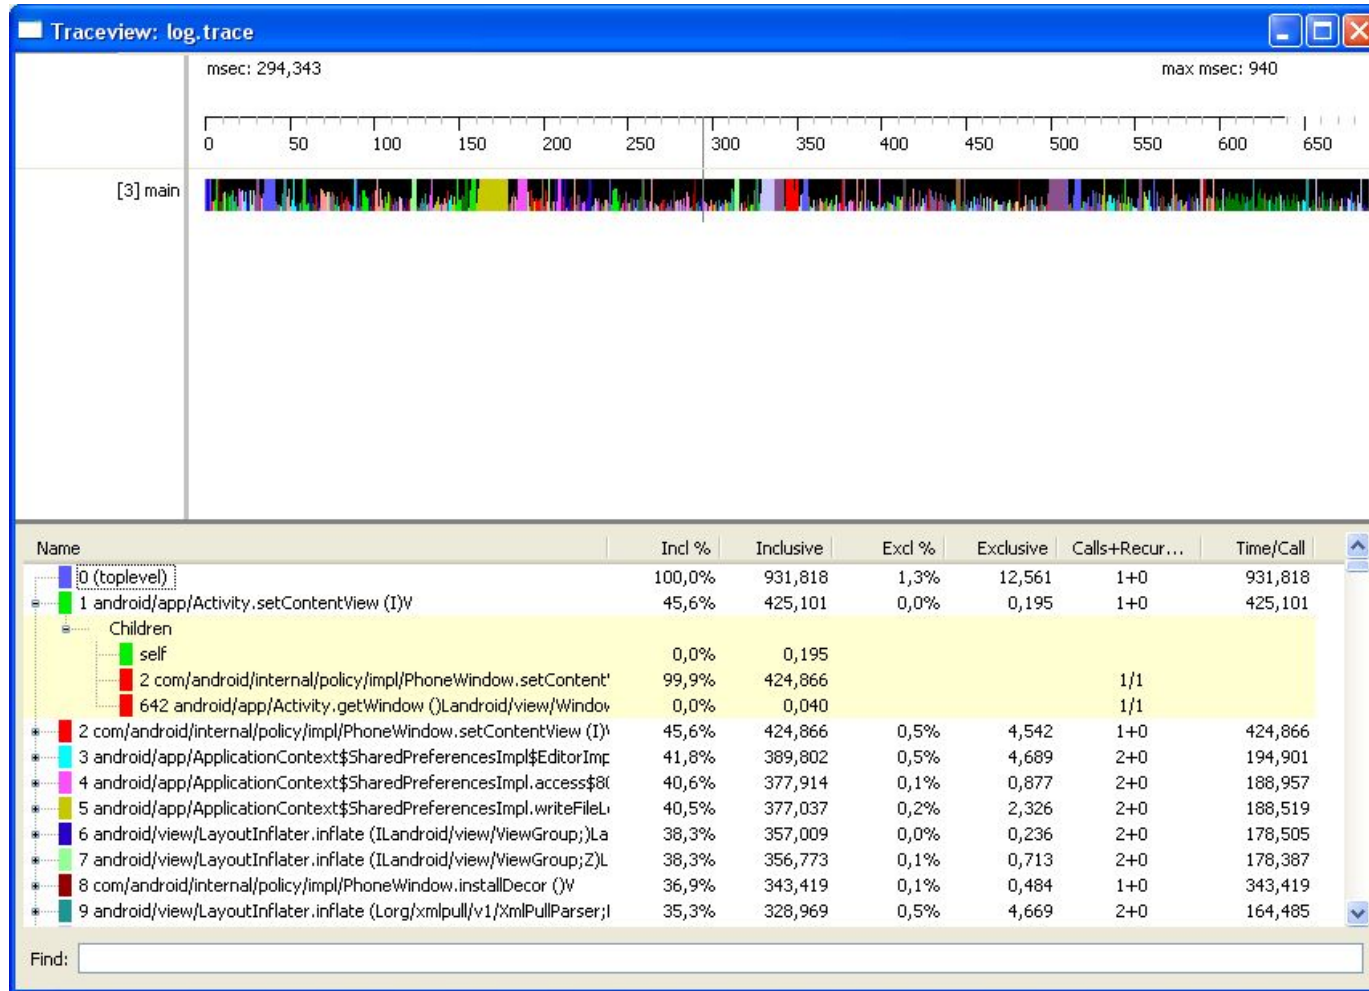 Traceview: log.trace
msec: 294,343 max msec: 940
0 50 100 150 200 250 300 350 400 450 500 550 600 650
[3] main
Name Incl % Inclusive Excl % Exclusive Calls+Recur... Time/Call
0 (toplevel) 100,0% 931,818 1,3% 12,561 1+0 931,818
1 android/app/Activity.setContentView (I)V 45,6% 425,101 0,0% 0,195 1+0 425,101
Children
self 0,0% 0,195
2 com/android/internal/policy/impl/PhoneWindow.setContent 99,9% 424,866 1/1
642 android/app/Activity.getWindow ()Landroid/view/Window 0,0% 0,040 1/1
2 com/android/internal/policy/impl/PhoneWindow.setContentView (I)V 45,6% 424,866 0,5% 4,542 1+0 424,866
3 android/app/ApplicationContext$SharedPreferencesImpl$EditorImp 41,8% 389,802 0,5% 4,689 2+0 194,901
4 android/app/ApplicationContext$SharedPreferencesImpl.access$80 40,6% 377,914 0,1% 0,877 2+0 188,957
5 android/app/ApplicationContext$SharedPreferencesImpl.writeFileL 40,5% 377,037 0,2% 2,326 2+0 188,519
6 android/view/LayoutInflater.inflate (ILandroid/view/ViewGroup;)La 38,3% 357,009 0,0% 0,236 2+0 178,505
7 android/view/LayoutInflater.inflate (ILandroid/view/ViewGroup;Z)L 38,3% 356,773 0,1% 0,713 2+0 178,387
8 com/android/internal/policy/impl/PhoneWindow.installDecor ()V 36,9% 343,419 0,1% 0,484 1+0 343,419
9 android/view/LayoutInflater.inflate (Lorg/xmlpull/v1/XmlPullParser;l 35,3% 328,969 0,5% 4,669 2+0 164,485
Find: